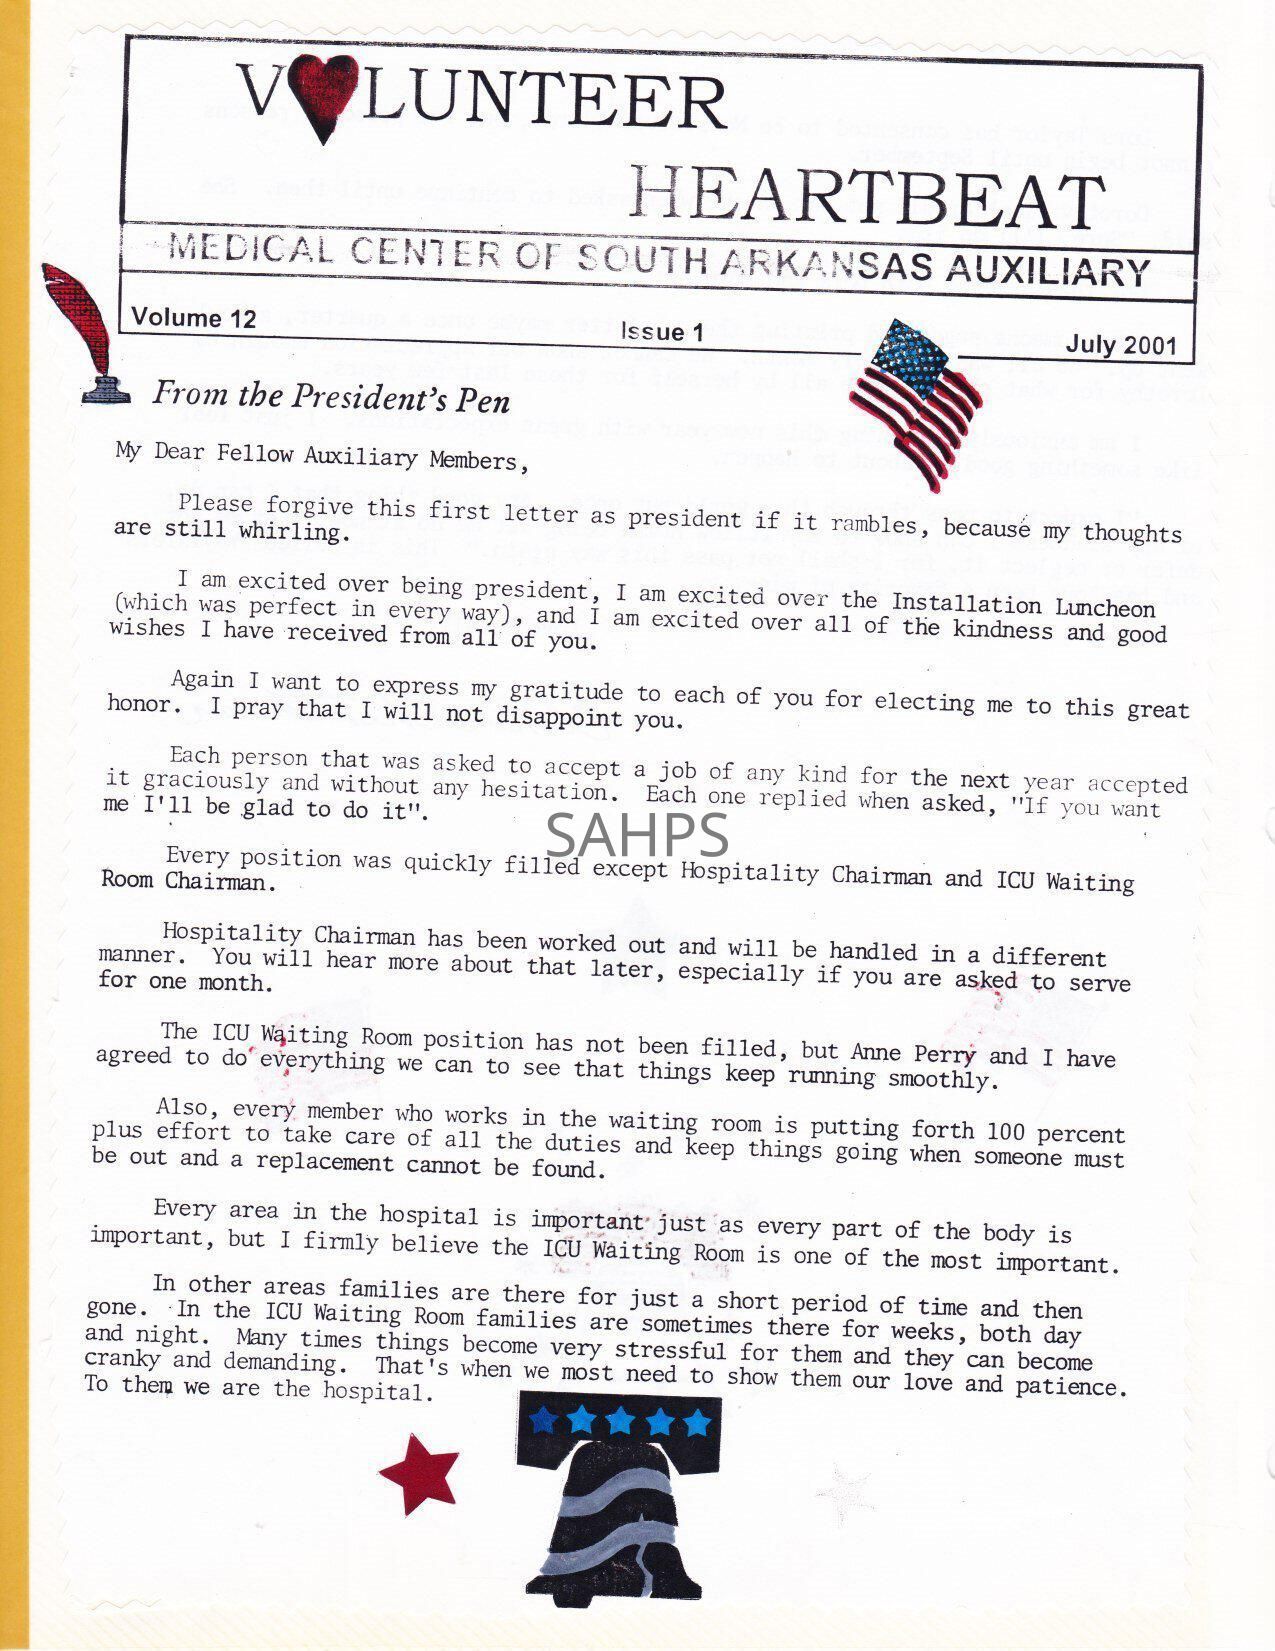 V LUNTEER
HEARTBEAT
MEDICAL CENTER OF SOUTH ARKANSAS AUXILIARY
Volume 12 Issue 1 July 2001
From the President's Pen
My Dear Fellow Auxiliary Members,
Please forgive this first letter as president if it rambles, because my thoughts
are still whirling.
I am excited over being president, I am excited over the Installation Luncheon
(which was perfect in every way), and I am excited over all of the kindness and good
wishes I have received from all of you.
Again I want to express my gratitude to each of you for electing me to this great
honor. I pray that I will not disappoint you.
Each person that was asked to accept a job of any kind for the next year accepted
it graciously and without any hesitation. Each one replied when asked, "If you want
me I'll be glad to do it".
SAHPS
Every position was quickly filled except Hospitality Chairman and ICU Waiting
Room Chairman.
Hospitality Chairman has been worked out and will be handled in a different
manner. You will hear more about that later, especially if you are asked to serve
for one month.
The ICU Waiting Room position has not been filled, but Anne Perry and I have
agreed to do everything we can to see that things keep running smoothly.
Also, every member who works in the waiting room is putting forth 100 percent
plus effort to take care of all the duties and keep things going when someone must
be out and a replacement cannot be found.
Every area in the hospital is important just as every part of the body is
important, but I firmly believe the ICU Waiting Room is one of the most important.
In other areas families are there for just a short period of time and then
gone. In the ICU Waiting Room families are sometimes there for weeks, both day
and night. Many times things become very stressful for them and they can become
cranky and demanding. That's when we most need to show them our love and patience.
To them we are the hospital.